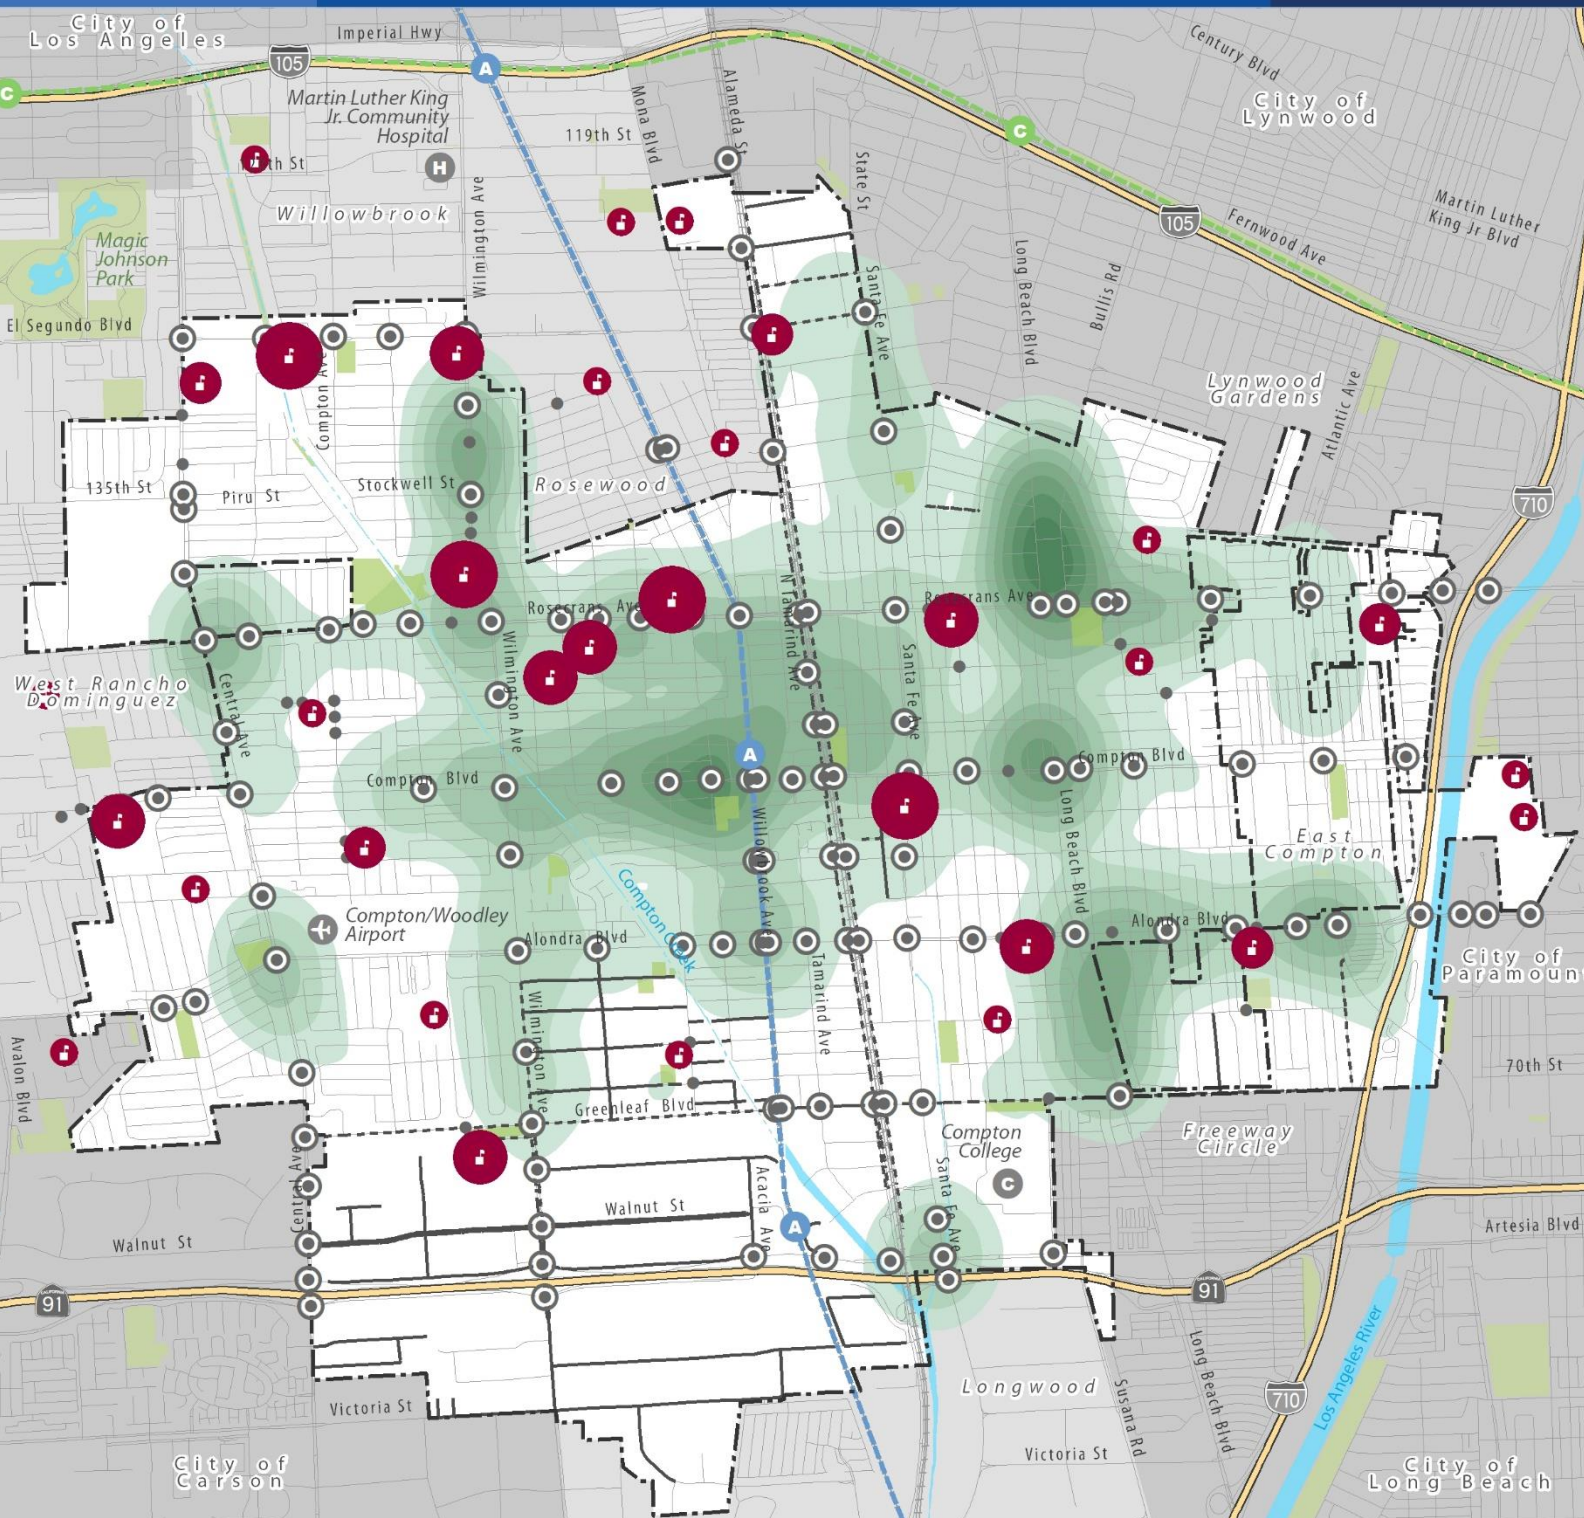 City of
Los Angeles
Imperial Hwy
105
A
C
Martin Luther King
Jr. Community
Hospital
H
119th St
Mona Blvd
Alameda St
Century Blvd
City of
Lynwood
C
th St
Willowbrook
Wilmington Ave
State St
105
Fernwood Ave
Martin Luther
King Jr Blvd
Magic
Johnson
Park
El Segundo Blvd
Compton Ave
Santa Fe Ave
Long Beach Blvd
Bullis Rd
Lynwood
Gardens
Atlantic Ave
135th St
Piru St
Stockwell St
Rosewood
710
Rosecrans Ave
N Tamarind Ave
Rosecrans Ave
West Rancho
Dominguez
Central Ave
Wilmington Ave
Santa Fe Ave
A
Compton Blvd
Compton Blvd
Willowbrook Ave
Long Beach Blvd
East
Compton
Compton Creek
Compton/Woodley
Airport
Alondra Blvd
Alondra Blvd
City of
Paramoun
Tamarind Ave
Wilmington Ave
Avalon Blvd
70th St
Greenleaf Blvd
Compton
College
C
Freeway
Circle
Central Ave
Acacia Ave
Santa Fe Ave
Walnut St
Walnut St
A
Artesia Blvd
91
91
Los Angeles River
Long Beach Blvd
Longwood
Susana Rd
710
Victoria St
Victoria St
City of
Carson
City of
Long Beach